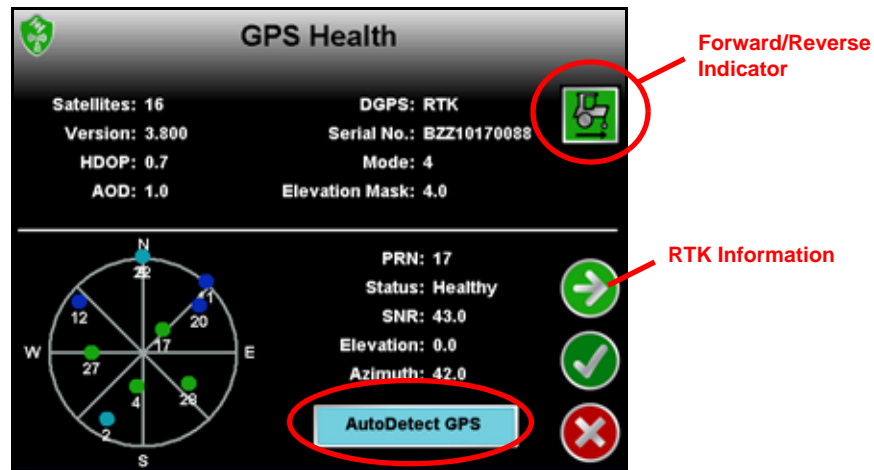 GPS Health
Forward/Reverse
Indicator
Satellites: 16
DGPS: RTK
Version: 3.800
Serial No.: BZZ10170088
HDOP: 0.7
Mode: 4
AOD: 1.0
Elevation Mask: 4.0
RTK Information
PRN: 17
Status: Healthy
SNR: 43.0
Elevation: 0.0
Azimuth: 42.0
AutoDetect GPS
N
12
20
17
W
E
27
4
28
2
S